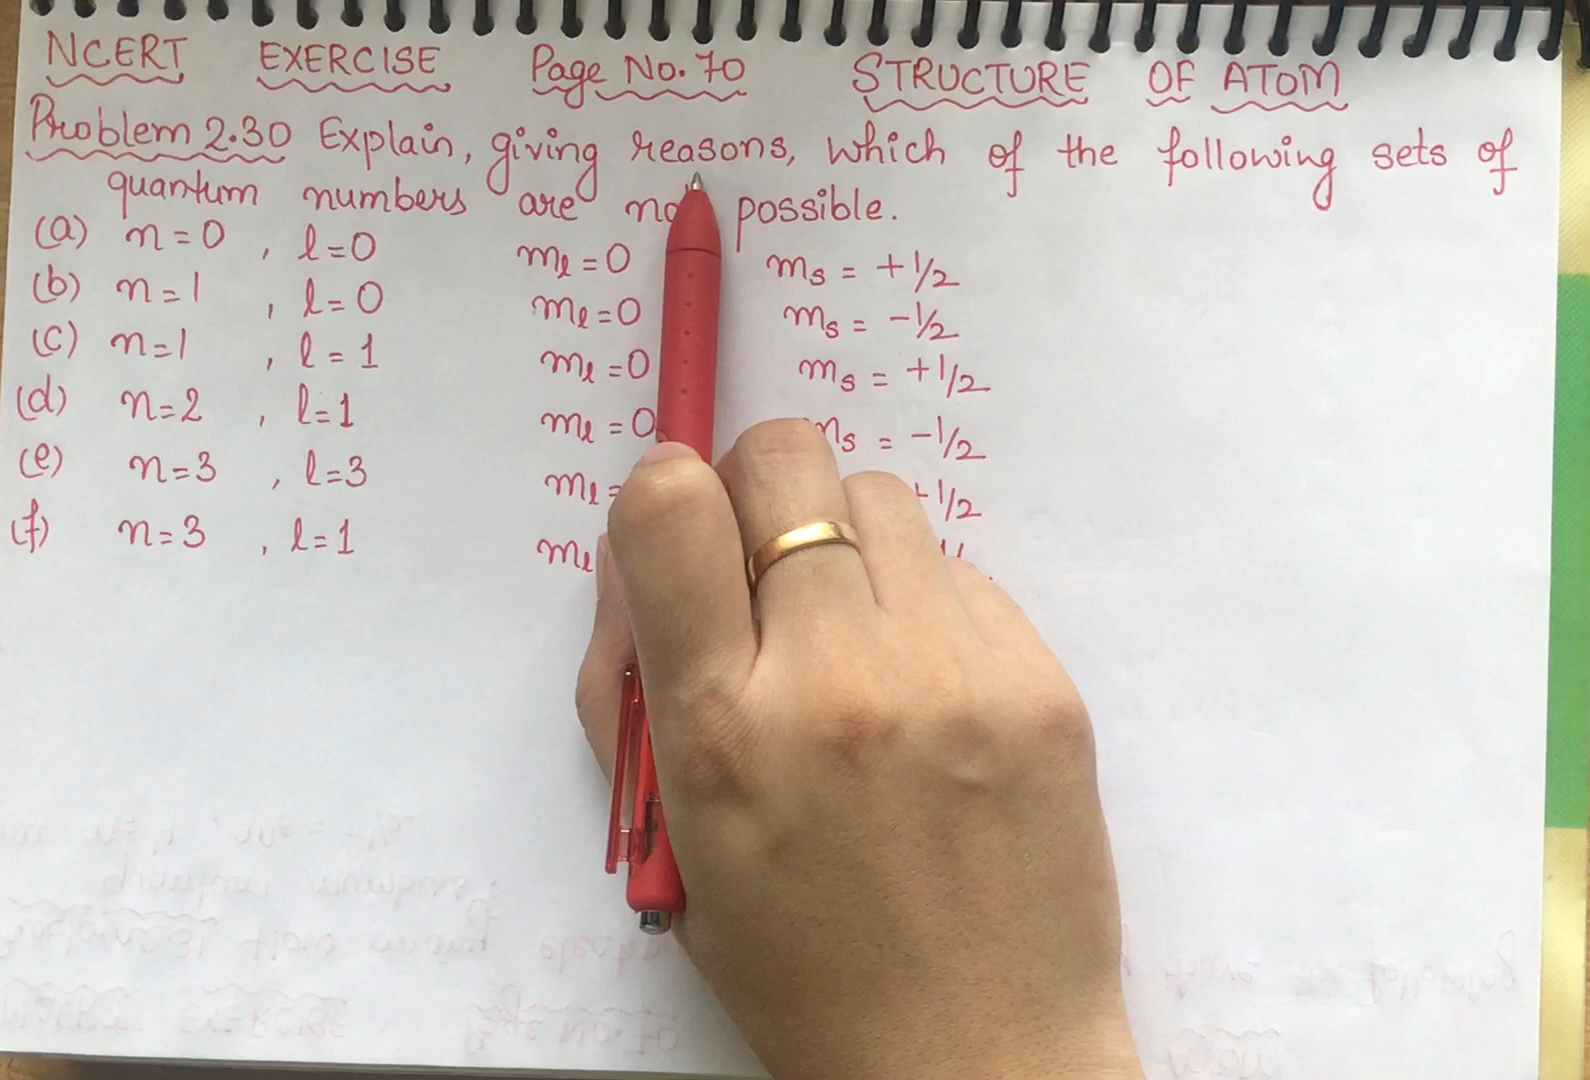 NCERT EXERCISE Page No. 70 STRUCTURE OF ATOM
Problem 2.30 Explain, giving reasons, which of the following sets of
quantum numbers are possible.
(a) n=0 , l=0 mₗ=0 mₛ = +1/2
(b) n=1 , l=0 mₗ=0 mₛ = -1/2
(c) n=1 , l=1 mₗ=0 mₛ = +1/2
(d) n=2 , l=1 mₗ=0 mₛ = -1/2
(e) n=3 , l=3 mₗ= +1/2
(f) n=3 , l=1 mₗ